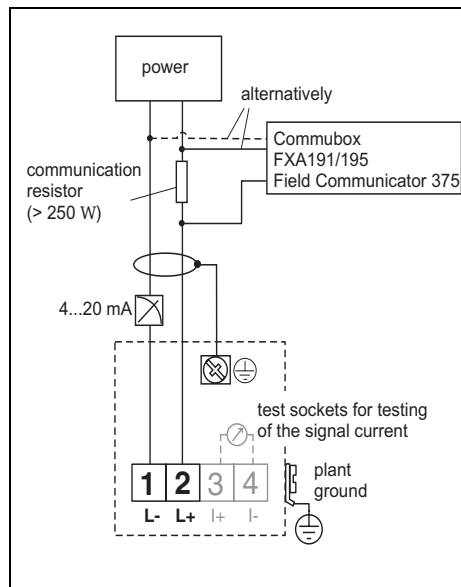 power
alternatively
Commubox
FXA191/195
Field Communicator 375
communication
resistor
(> 250 W)
4...20 mA
test sockets for testing
of the signal current
1 2 3 4
L- L+ I+ I-
plant
ground